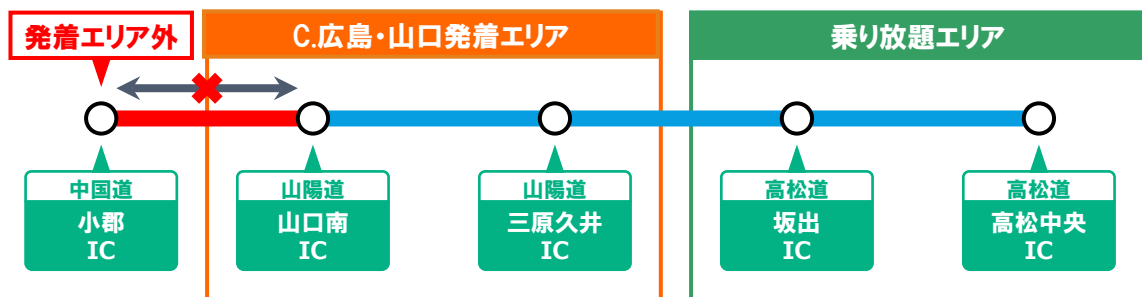 発着エリア外
C.広島・山口発着エリア
乗り放題エリア
中国道
小郡
IC
山陽道
山口南
IC
山陽道
三原久井
IC
高松道
坂出
IC
高松道
高松中央
IC